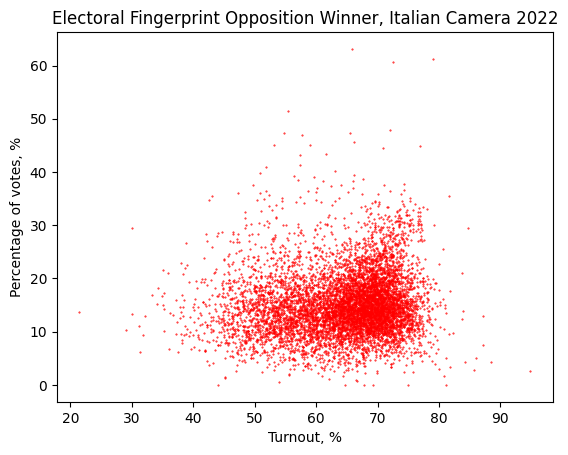 Electoral Fingerprint Opposition Winner, Italian Camera 2022
Percentage of votes, %
60
50
40
30
20
10
0
20 30 40 50 60 70 80 90
Turnout, %